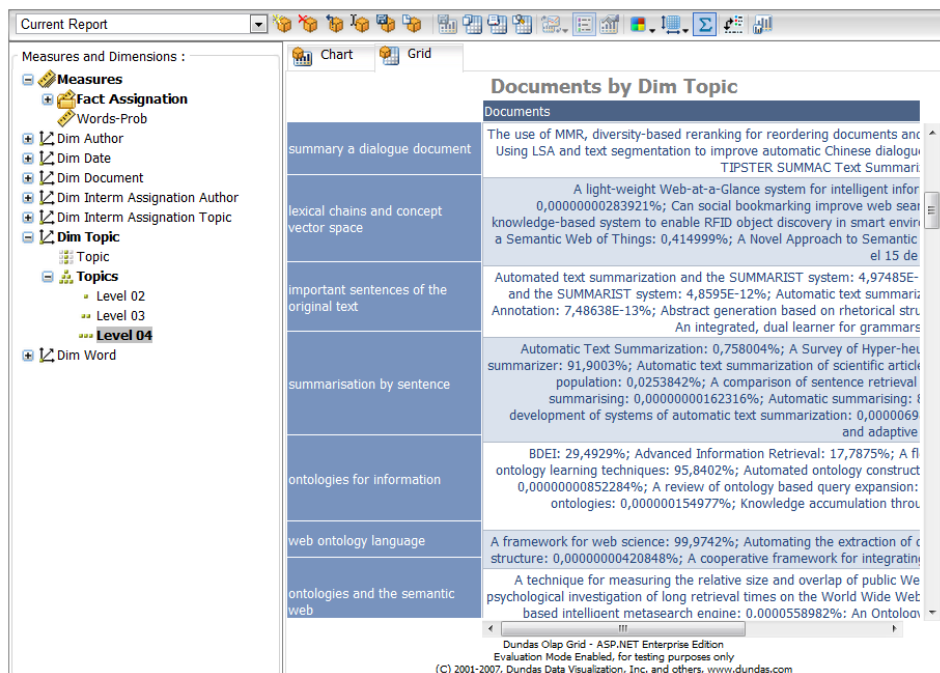 Current Report
Measures and Dimensions :
Measures
Fact Assignation
Words-Prob
Dim Author
Dim Date
Dim Document
Dim Interm Assignation Author
Dim Interm Assignation Topic
Dim Topic
Topic
Topics
Level 02
Level 03
Level 04
Dim Word
Chart
Grid
Documents by Dim Topic
Documents
summary a dialogue document
The use of MMR, diversity-based reranking for reordering documents and
Using LSA and text segmentation to improve automatic Chinese dialogue
TIPSTER SUMMAC Text Summari
lexical chains and concept
vector space
A light-weight Web-at-a-Glance system for intelligent infor
0,00000000283921%; Can social bookmarking improve web sear
knowledge-based system to enable RFID object discovery in smart enviro
a Semantic Web of Things: 0,414999%; A Novel Approach to Semantic
el 15 de
important sentences of the
original text
Automated text summarization and the SUMMARIST system: 4,97485E-
and the SUMMARIST system: 4,8595E-12%; Automatic text summariz
Annotation: 7,48638E-13%; Abstract generation based on rhetorical stru
An integrated, dual learner for grammars
summarisation by sentence
Automatic Text Summarization: 0,758004%; A Survey of Hyper-heu
summarizer: 91,9003%; Automatic text summarization of scientific article
population: 0,0253842%; A comparison of sentence retrieval
summarising: 0,00000000162316%; Automatic summarising: 8
development of systems of automatic text summarization: 0,0000069
and adaptive
ontologies for information
BDEI: 29,4929%; Advanced Information Retrieval: 17,7875%; A fl
ontology learning techniques: 95,8402%; Automated ontology construct
0,00000000852284%; A review of ontology based query expansion:
ontologies: 0,000000154977%; Knowledge accumulation throu
web ontology language
A framework for web science: 99,9742%; Automating the extraction of
structure: 0,00000000420848%; A cooperative framework for integrating
ontologies and the semantic
web
A technique for measuring the relative size and overlap of public We
psychological investigation of long retrieval times on the World Wide Web
based intelligent metasearch engine: 0.0000558982%; An Ontology
Dundas Olap Grid - ASP.NET Enterprise Edition
Evaluation Mode Enabled, for testing purposes only
(C) 2001-2007, Dundas Data Visualization, Inc. and others, www.dundas.com